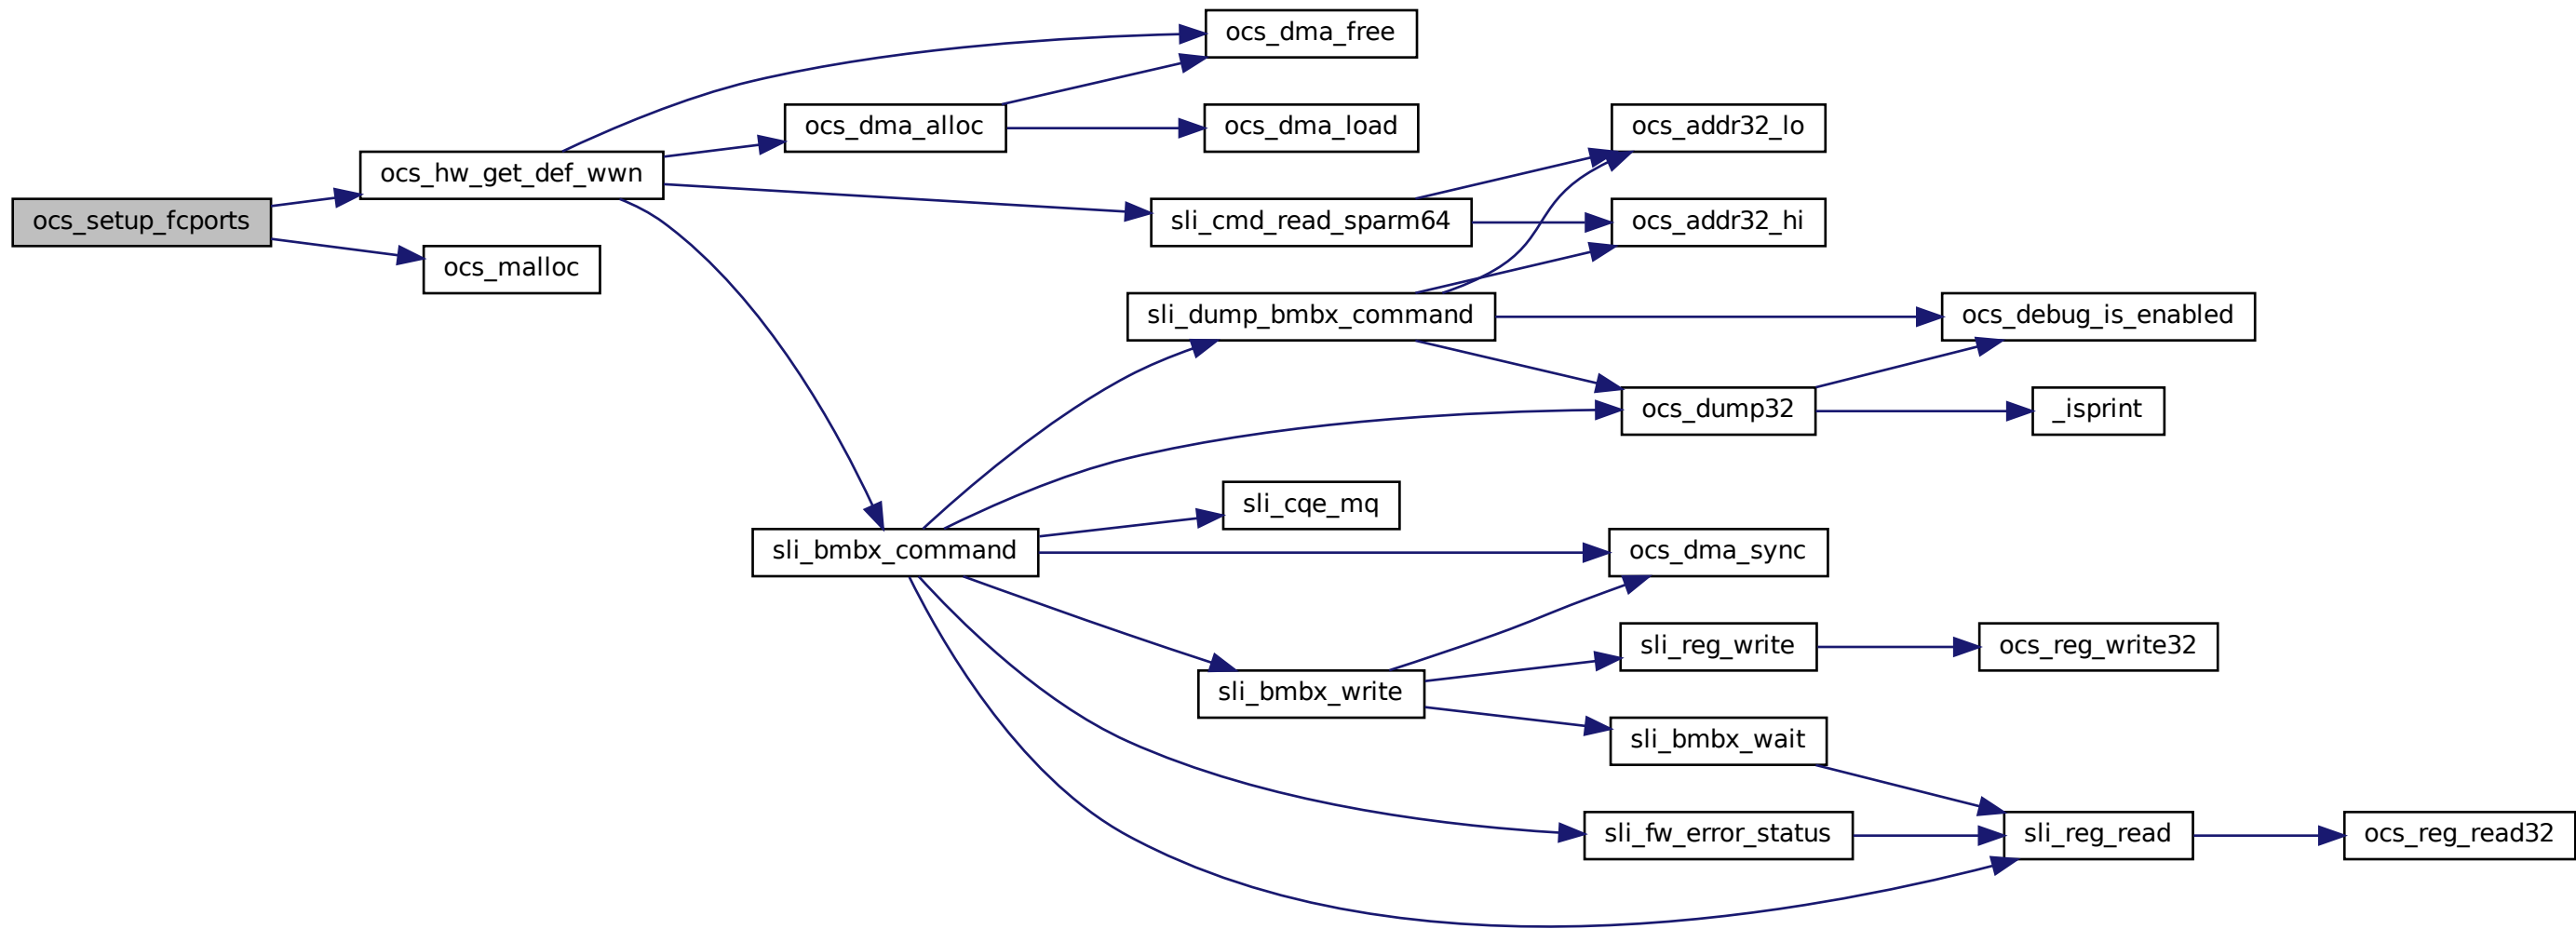 ocs_dma_free
ocs_dma_alloc
ocs_dma_load
ocs_addr32_lo
ocs_hw_get_def_wwn
ocs_setup_fcports
sli_cmd_read_sparm64
ocs_addr32_hi
ocs_malloc
sli_dump_bmbx_command
ocs_debug_is_enabled
ocs_dump32
_isprint
sli_cqe_mq
sli_bmbx_command
ocs_dma_sync
sli_reg_write
ocs_reg_write32
sli_bmbx_write
sli_bmbx_wait
sli_fw_error_status
sli_reg_read
ocs_reg_read32